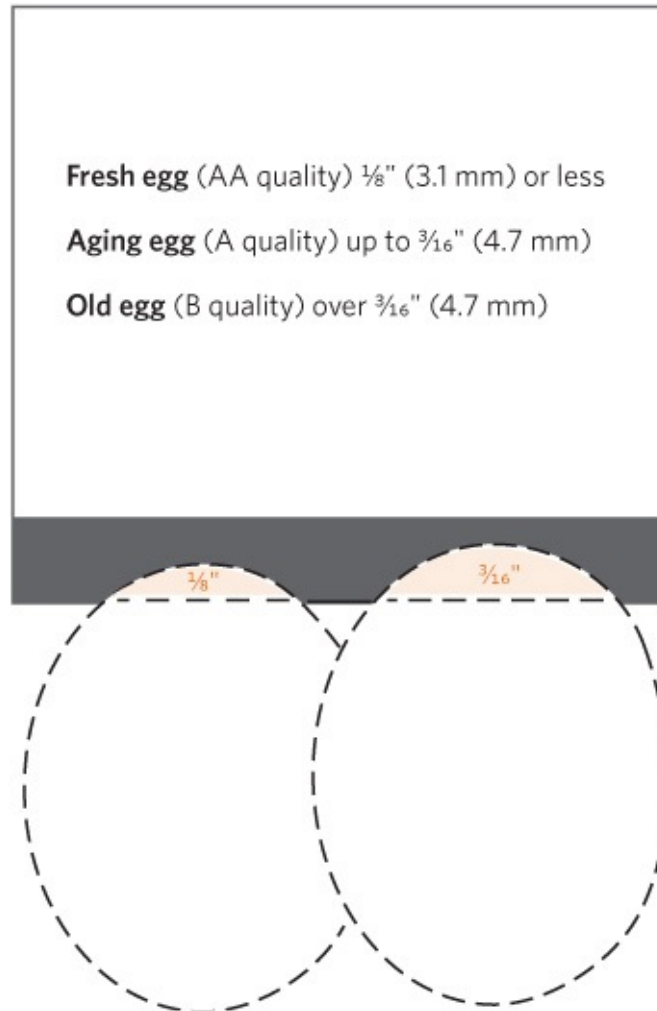 Fresh egg (AA quality) ⅛" (3.1 mm) or less
Aging egg (A quality) up to 3⁄16" (4.7 mm)
Old egg (B quality) over 3⁄16" (4.7 mm)
⅛"
3⁄16"